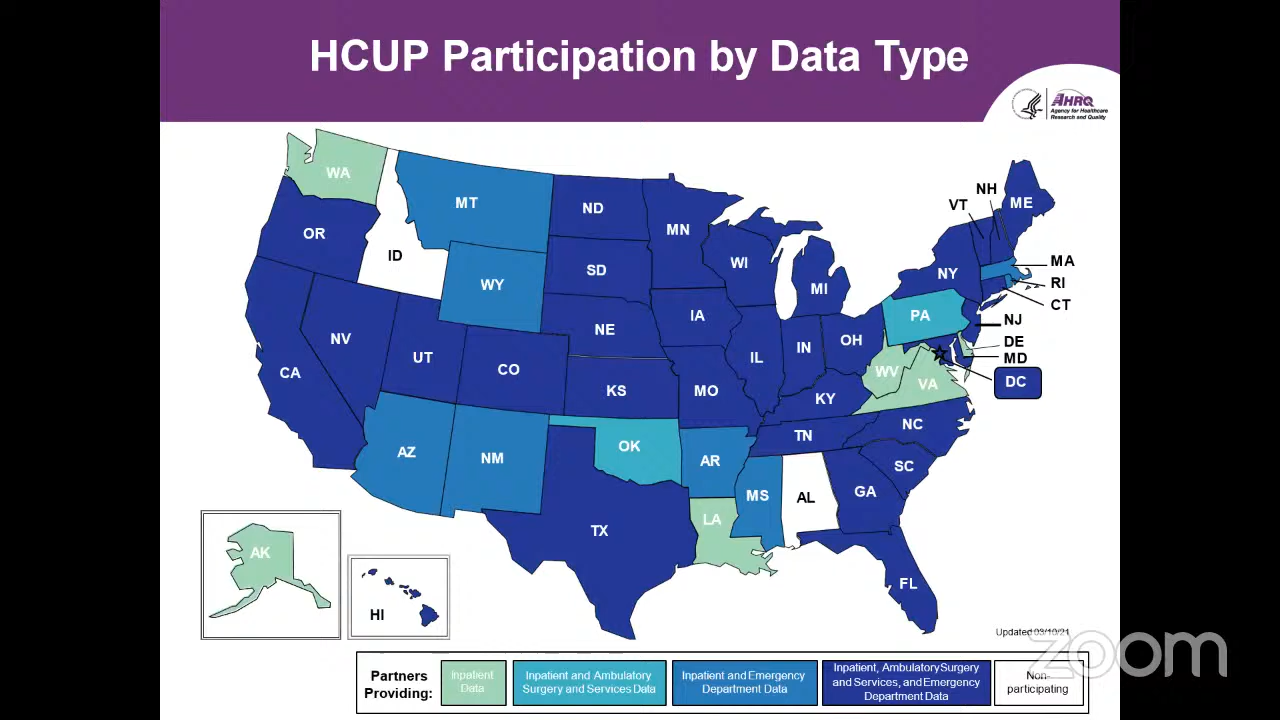 HCUP Participation by Data Type
AHRQ
Agency for Healthcare
Research and Quality
WA
MT
ND
MN
ME
NH
VT
OR
ID
WY
SD
WI
MI
NY
MA
RI
CT
NV
UT
CO
NE
IA
IL
IN
OH
PA
NJ
DE
MD
DC
CA
KS
MO
KY
WV
VA
AZ
NM
OK
AR
TN
NC
SC
TX
LA
MS
AL
GA
FL
AK
HI
Updated 03/10/21
zoom
Partners
Providing:
Inpatient
Data
Inpatient and Ambulatory
Surgery and Services Data
Inpatient and Emergency
Department Data
Inpatient, Ambulatory Surgery
and Services, and Emergency
Department Data
Non-
participating